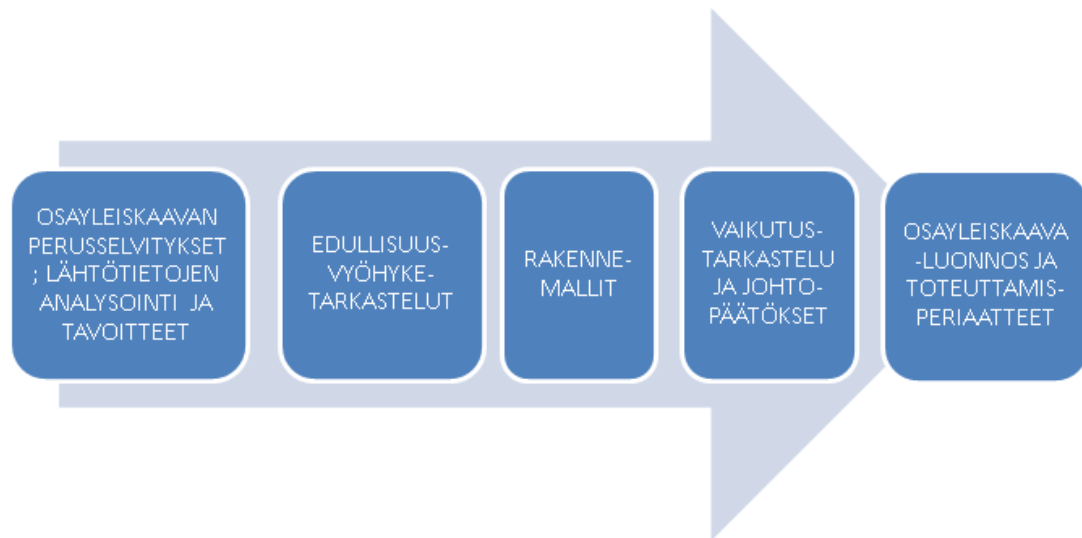 OSAYLEISKAAVAN
PERUSSELVITYKSET
; LÄHTÖTIETOJEN
ANALYSOINTI JA
TAVOITTEET
EDULLISUUS-
VYÖHYKE-
TARKASTELUT
RAKENNE-
MALLIT
VAIKUTUS-
TARKASTELU
JA JOHTO-
PÄÄTÖKSET
OSAYLEISKAAVA
-LUONNOS JA
TOTEUTTAMIS-
PERIAATTEET